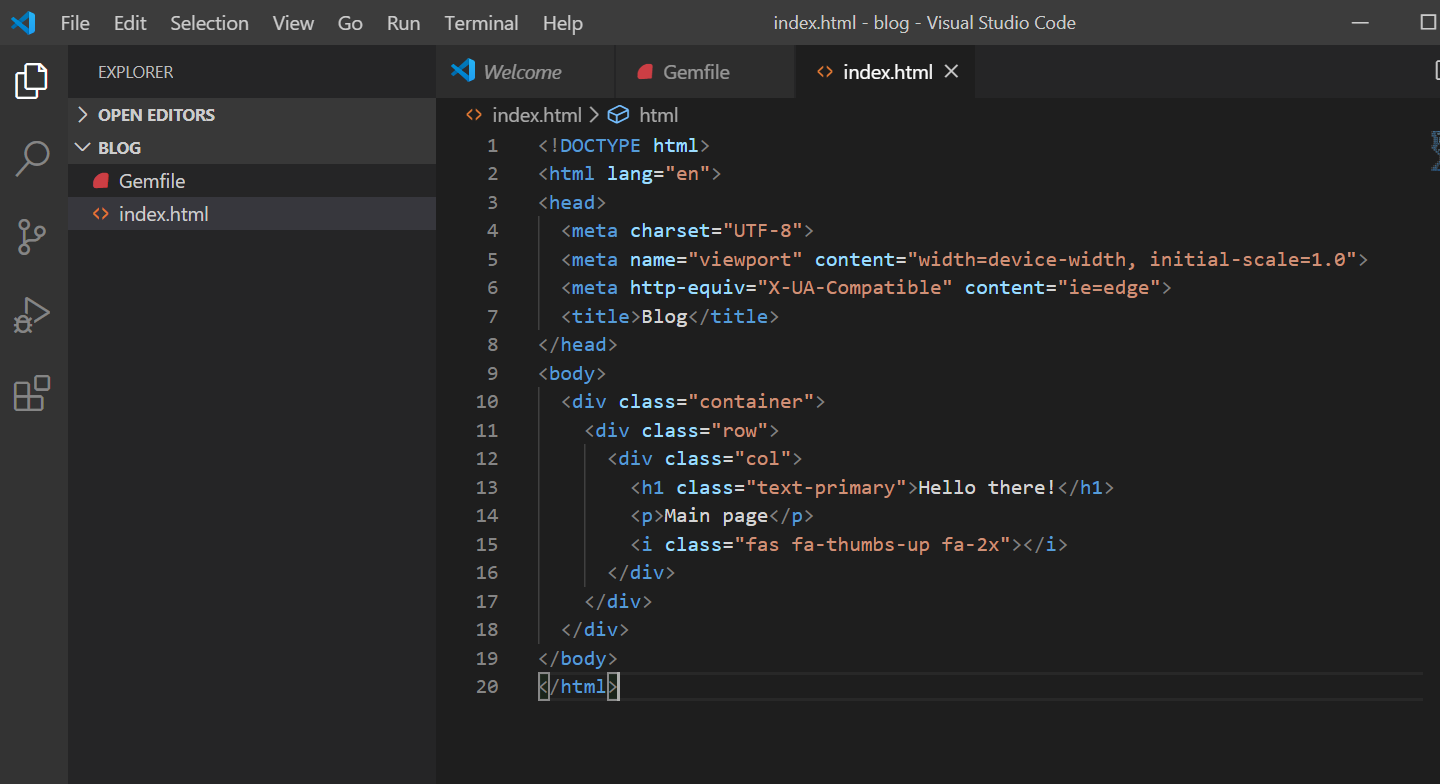 File Edit Selection View Go Run Terminal Help index.html - blog - Visual Studio Code
EXPLORER
OPEN EDITORS
BLOG
Gemfile
index.html
Welcome Gemfile index.html
index.html html
1 <!DOCTYPE html>
2 <html lang="en">
3 <head>
4 <meta charset="UTF-8">
5 <meta name="viewport" content="width=device-width, initial-scale=1.0">
6 <meta http-equiv="X-UA-Compatible" content="ie=edge">
7 <title>Blog</title>
8 </head>
9 <body>
10 <div class="container">
11 <div class="row">
12 <div class="col">
13 <h1 class="text-primary">Hello there!</h1>
14 <p>Main page</p>
15 <i class="fas fa-thumbs-up fa-2x"></i>
16 </div>
17 </div>
18 </div>
19 </body>
20 </html>